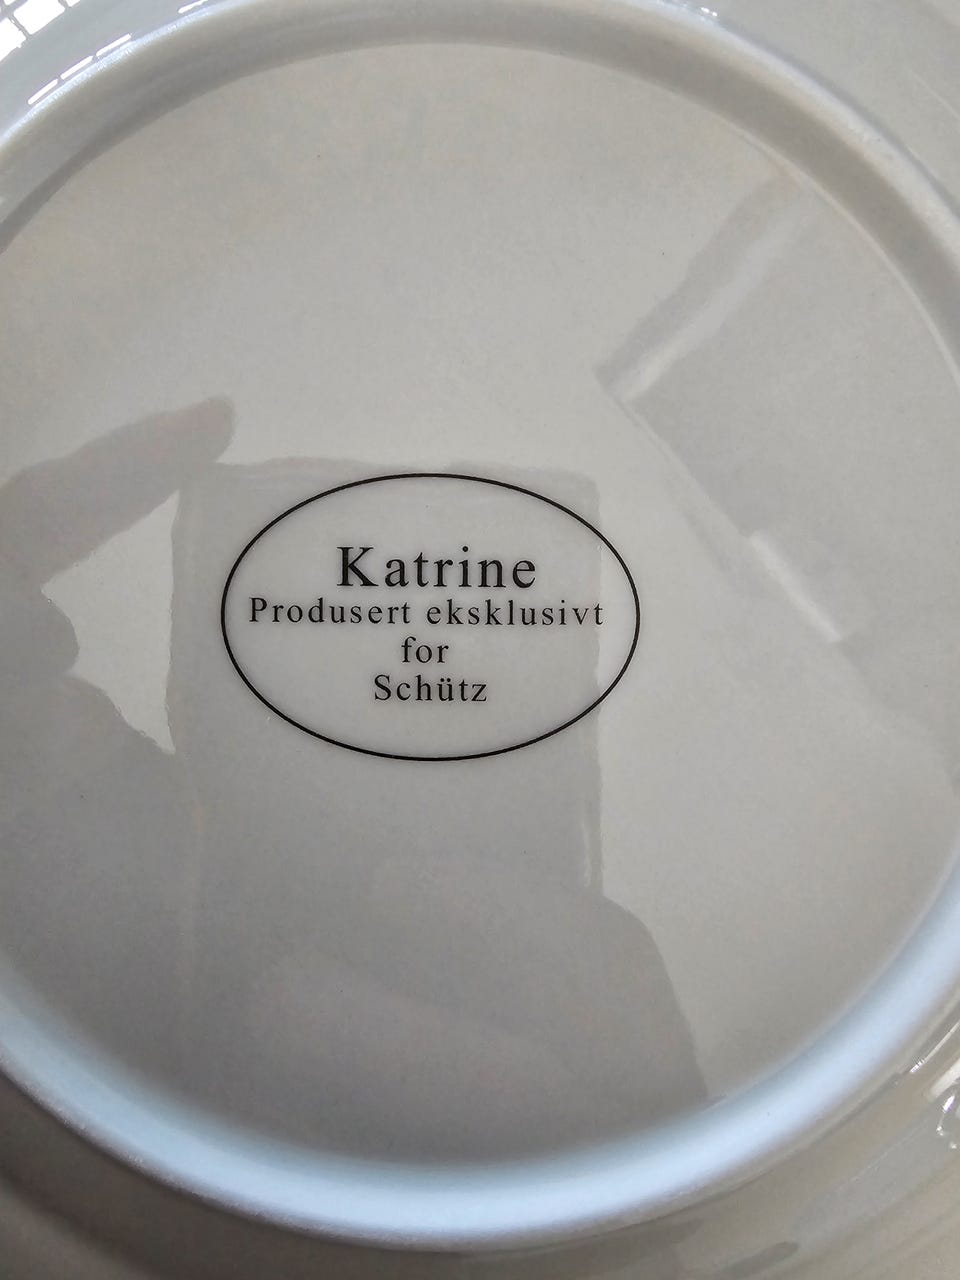 Katrine
Produsert eksklusivt
for
Schütz